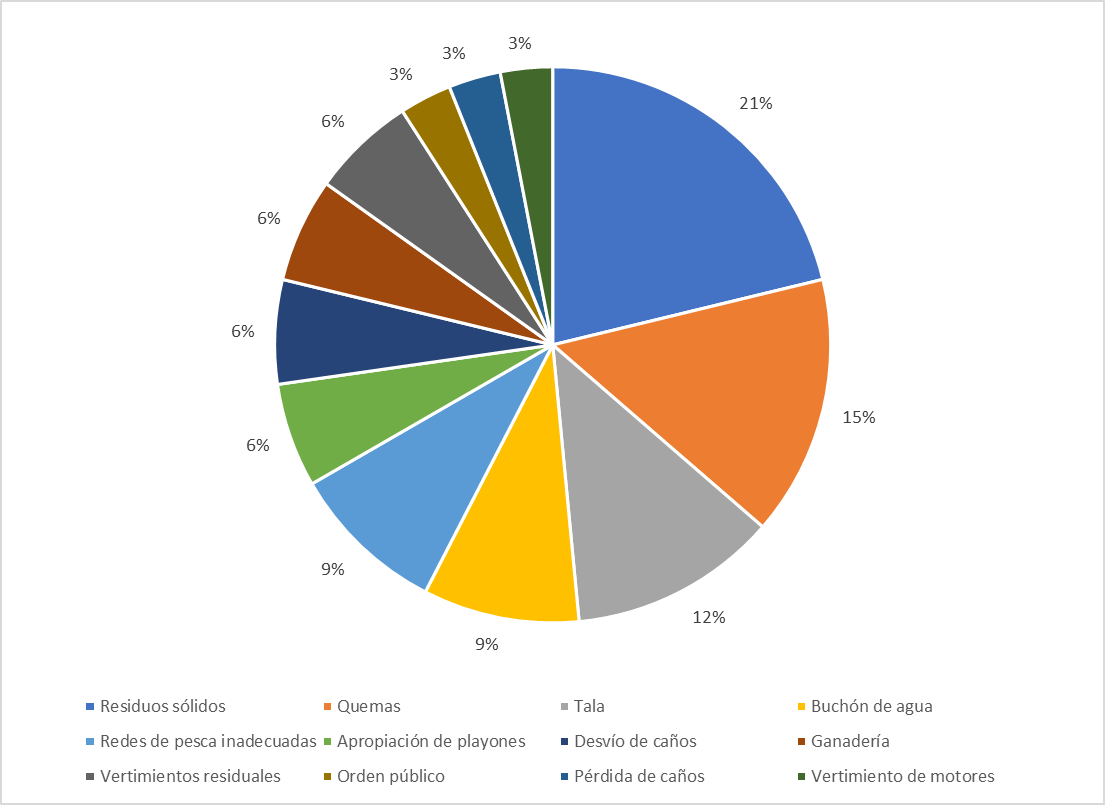 3%
3%
3%
21%
6%
6%
6%
15%
6%
9%
12%
9%
Residuos sólidos
Quemas
Tala
Buchón de agua
Redes de pesca inadecuadas
Apropiación de playones
Desvío de caños
Ganadería
Vertimientos residuales
Orden público
Pérdida de caños
Vertimiento de motores